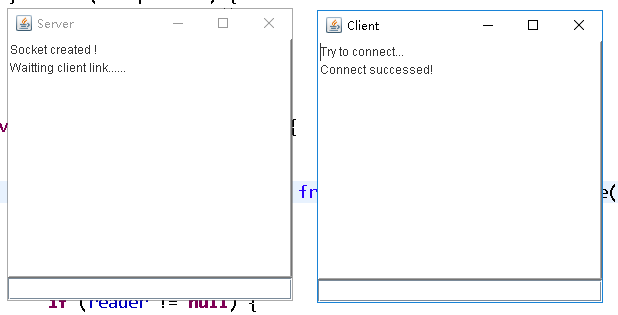 Server
Socket created !
Waitting client link......
Client
Try to connect...
Connect successed!
{
fr
e(
if (reader != null) {